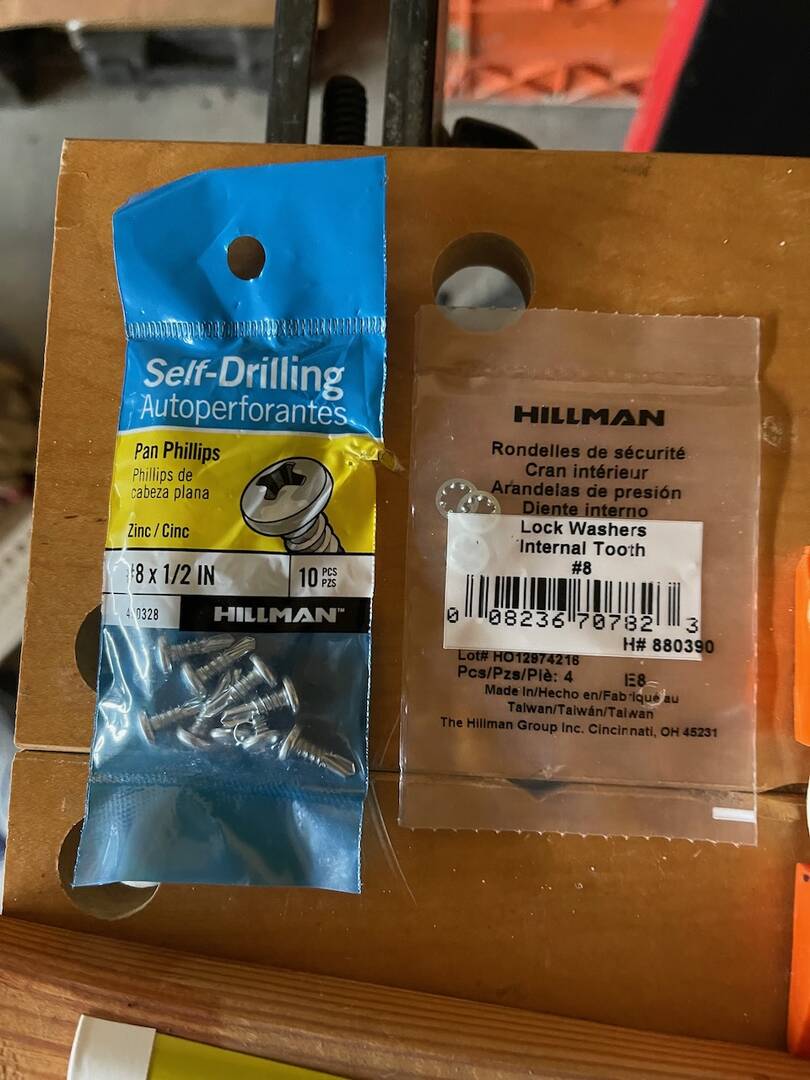 Self-Drilling
Autoperforantes
Pan Phillips
Phillips de
cabeza plana
Zinc / Cinc
#8 x 1/2 IN
10 PCS
PZS
HILLMAN™
HILLMAN
Rondelles de sécurité
Cran intérieur
Arandelas de presión
Diente interno
Lock Washers
Internal Tooth
#8
0 08236 70782 3
H# 880390
Lot# HO12974216
Pcs/Pzs/Piè: 4 IE8
Made In/Hecho en/Fabriqué au
Taiwan/Taiwán/Taiwan
The Hillman Group Inc. Cincinnati, OH 45231